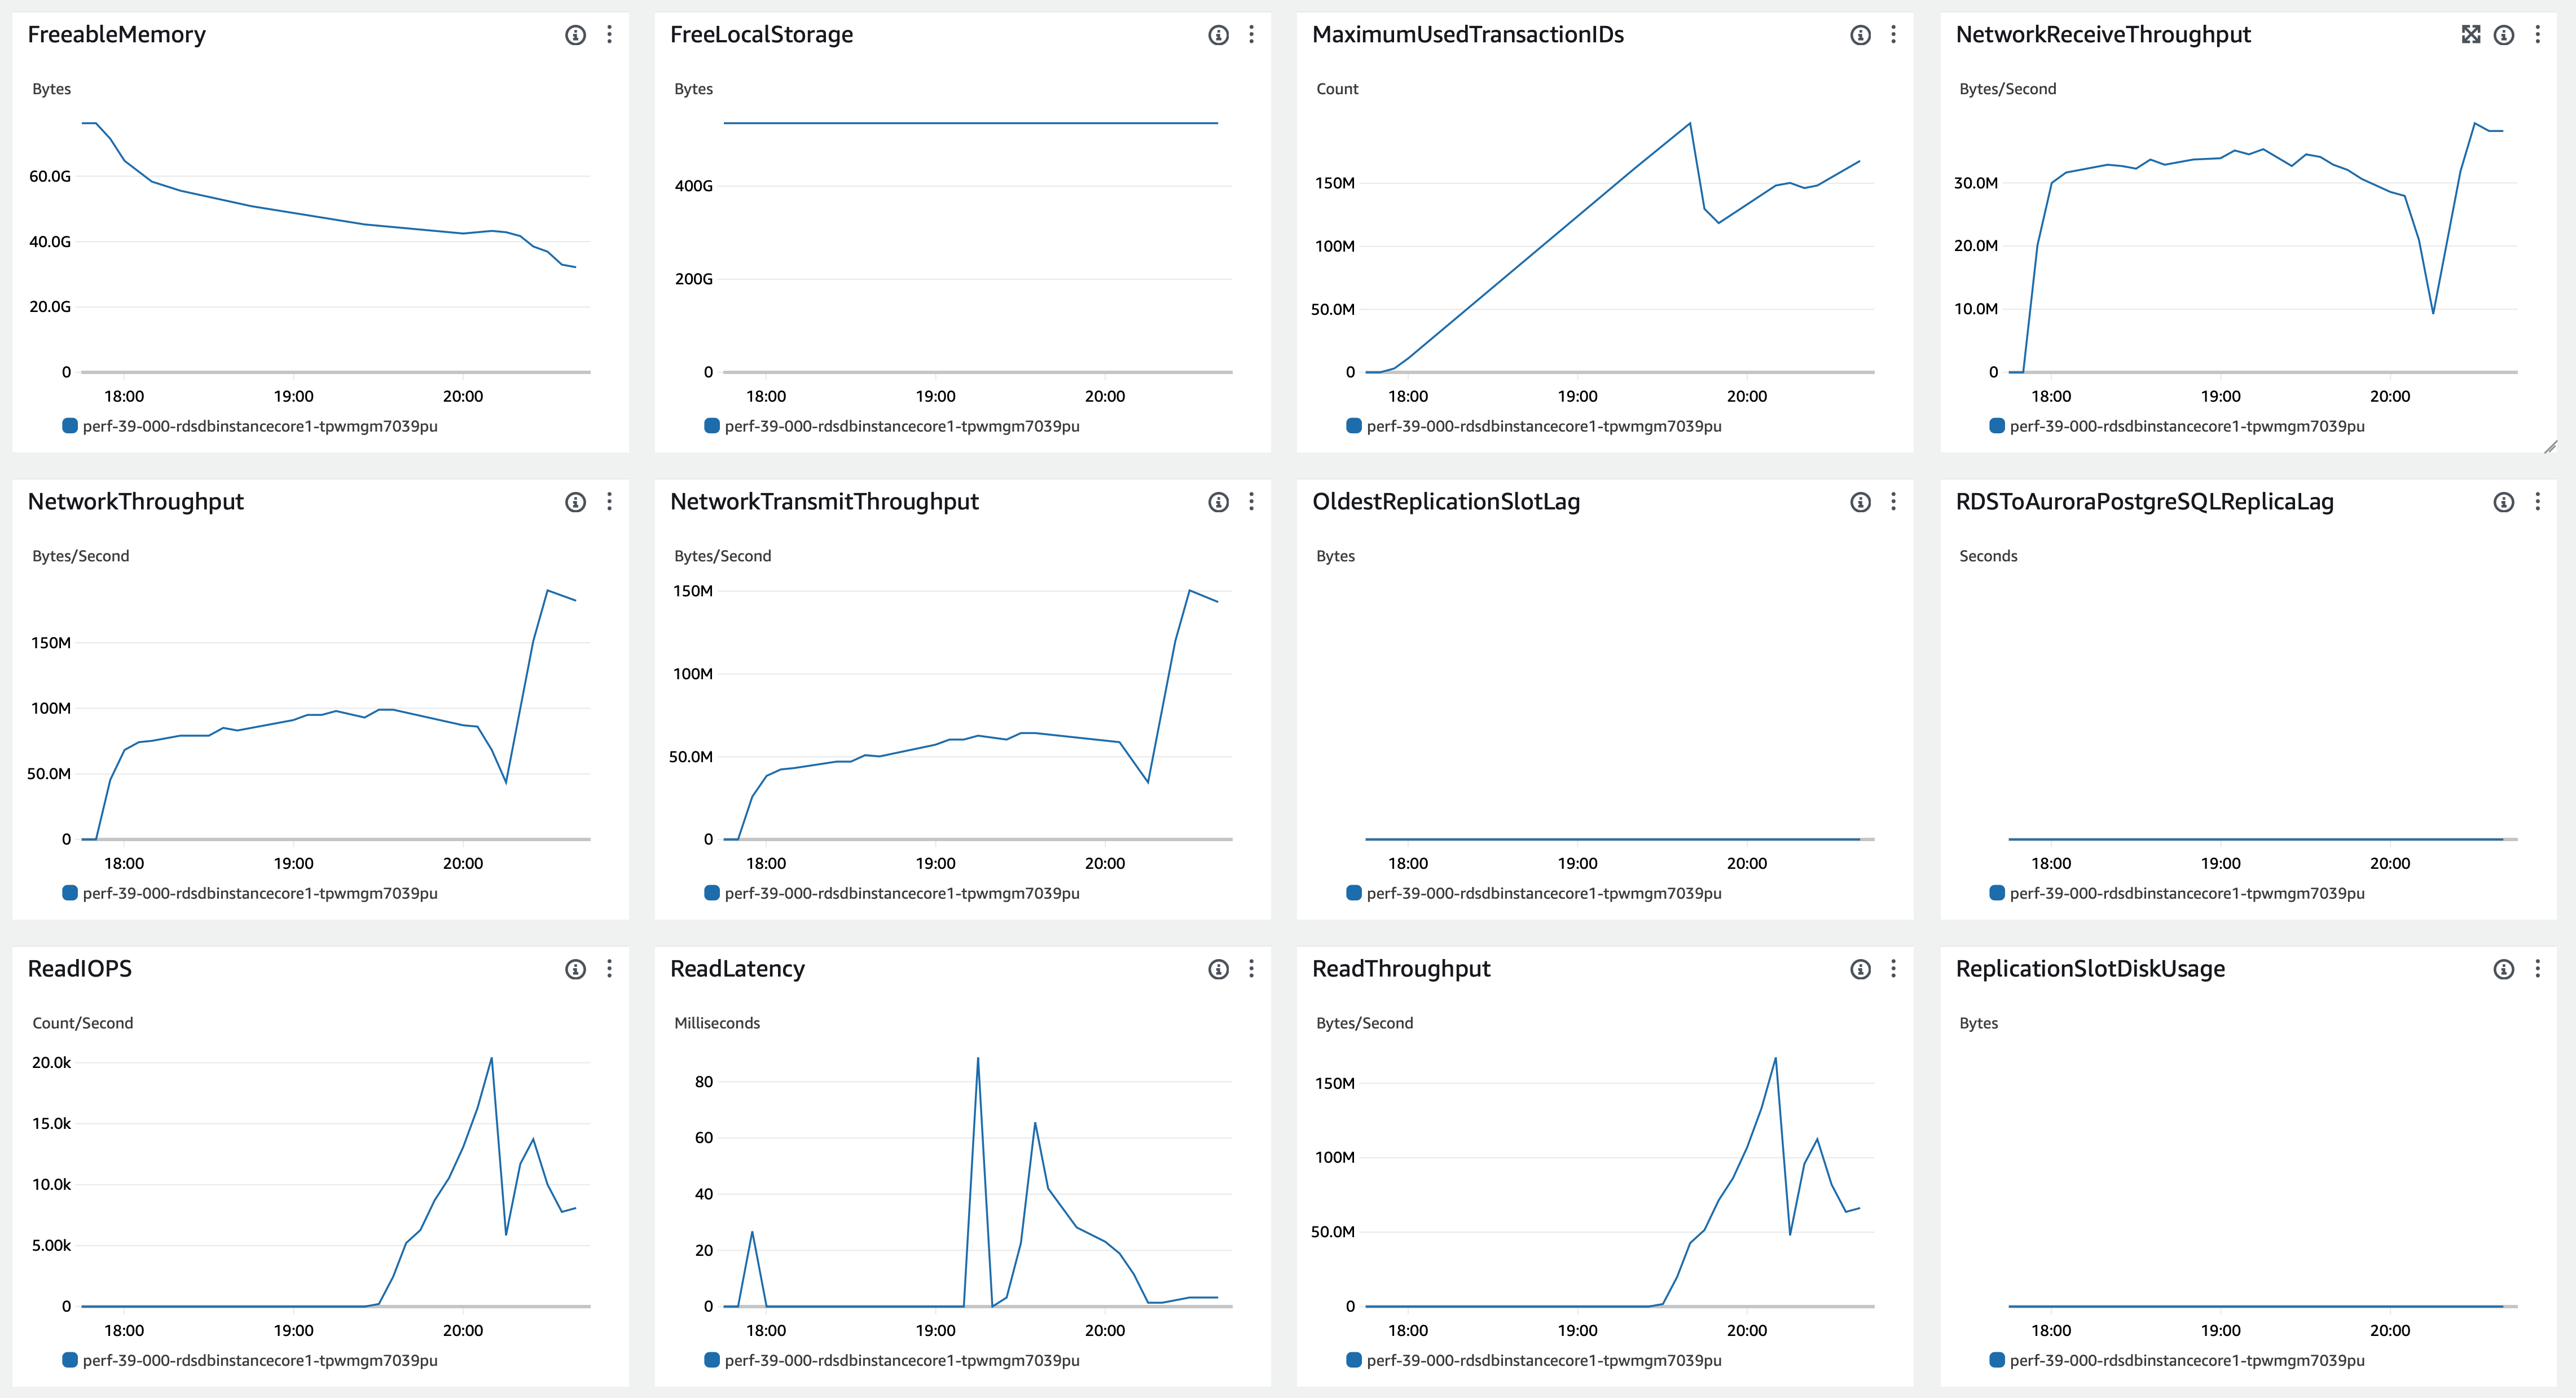 FreeableMemory
Bytes
60.0G
40.0G
20.0G
0
18:00 19:00 20:00
perf-39-000-rdsdbinstancecore1-tpwmgm7039pu
FreeLocalStorage
Bytes
400G
200G
0
18:00 19:00 20:00
perf-39-000-rdsdbinstancecore1-tpwmgm7039pu
MaximumUsedTransactionIDs
Count
150M
100M
50.0M
0
18:00 19:00 20:00
perf-39-000-rdsdbinstancecore1-tpwmgm7039pu
NetworkReceiveThroughput
Bytes/Second
30.0M
20.0M
10.0M
0
18:00 19:00 20:00
perf-39-000-rdsdbinstancecore1-tpwmgm7039pu
NetworkThroughput
Bytes/Second
150M
100M
50.0M
0
18:00 19:00 20:00
perf-39-000-rdsdbinstancecore1-tpwmgm7039pu
NetworkTransmitThroughput
Bytes/Second
150M
100M
50.0M
0
18:00 19:00 20:00
perf-39-000-rdsdbinstancecore1-tpwmgm7039pu
OldestReplicationSlotLag
Bytes
18:00 19:00 20:00
perf-39-000-rdsdbinstancecore1-tpwmgm7039pu
RDSToAuroraPostgreSQLReplicaLag
Seconds
18:00 19:00 20:00
perf-39-000-rdsdbinstancecore1-tpwmgm7039pu
ReadIOPS
Count/Second
20.0k
15.0k
10.0k
5.00k
0
18:00 19:00 20:00
perf-39-000-rdsdbinstancecore1-tpwmgm7039pu
ReadLatency
Milliseconds
80
60
40
20
0
18:00 19:00 20:00
perf-39-000-rdsdbinstancecore1-tpwmgm7039pu
ReadThroughput
Bytes/Second
150M
100M
50.0M
0
18:00 19:00 20:00
perf-39-000-rdsdbinstancecore1-tpwmgm7039pu
ReplicationSlotDiskUsage
Bytes
18:00 19:00 20:00
perf-39-000-rdsdbinstancecore1-tpwmgm7039pu